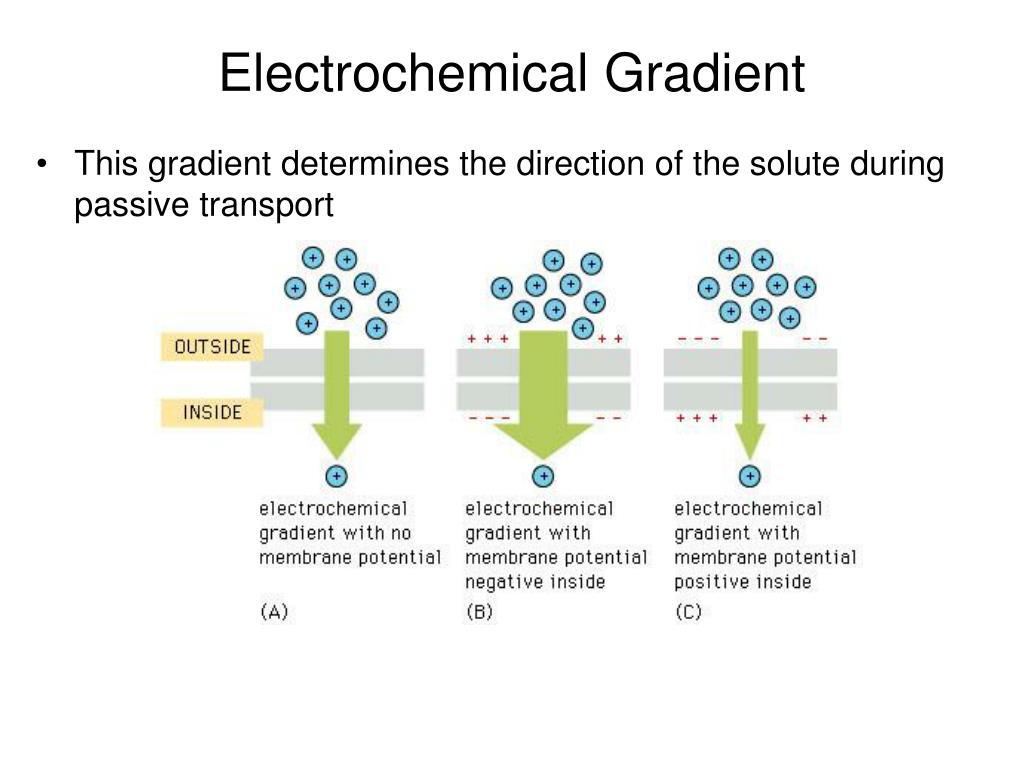 Electrochemical Gradient
• This gradient determines the direction of the solute during
passive transport
+ + + + + + + + +
+ + + + + + + + + +
+ + + + + + + + + +
+ + + + +
- - - - -
OUTSIDE
INSIDE
- - - - -
+ + + + +
+ + +
electrochemical
gradient with no
membrane potential
(A)
electrochemical
gradient with
membrane potential
negative inside
(B)
electrochemical
gradient with
membrane potential
positive inside
(C)